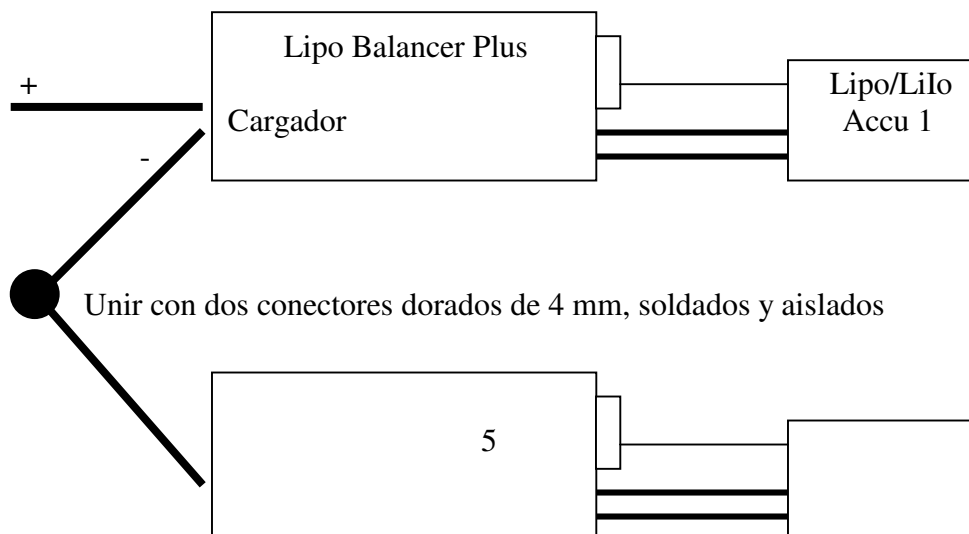 Lipo Balancer Plus
+
Lipo/LiIo
Accu 1
Cargador
-
Unir con dos conectores dorados de 4 mm, soldados y aislados
5